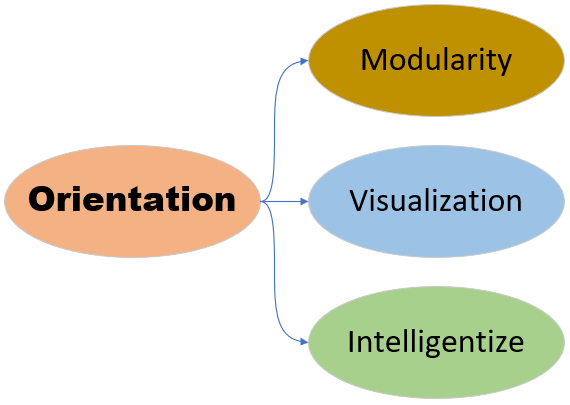 Modularity
Orientation
Visualization
Intelligentize